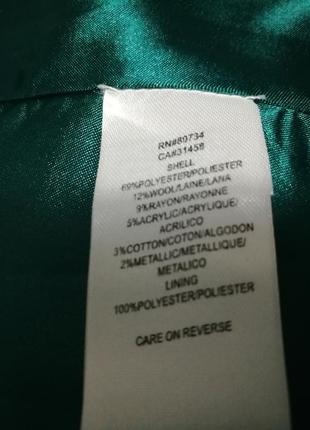 RN#89734
CA#31458
SHELL
69%POLYESTER/POLIESTER
12%WOOL/LAINE/LANA
9%RAYON/RAYONNE
5%ACRYLIC/ACRYLIQUE/
ACRILICO
3%COTTON/COTON/ALGODON
2%METALLIC/METALLIQUE/
METALICO
LINING
100%POLYESTER/POLIESTER
CARE ON REVERSE